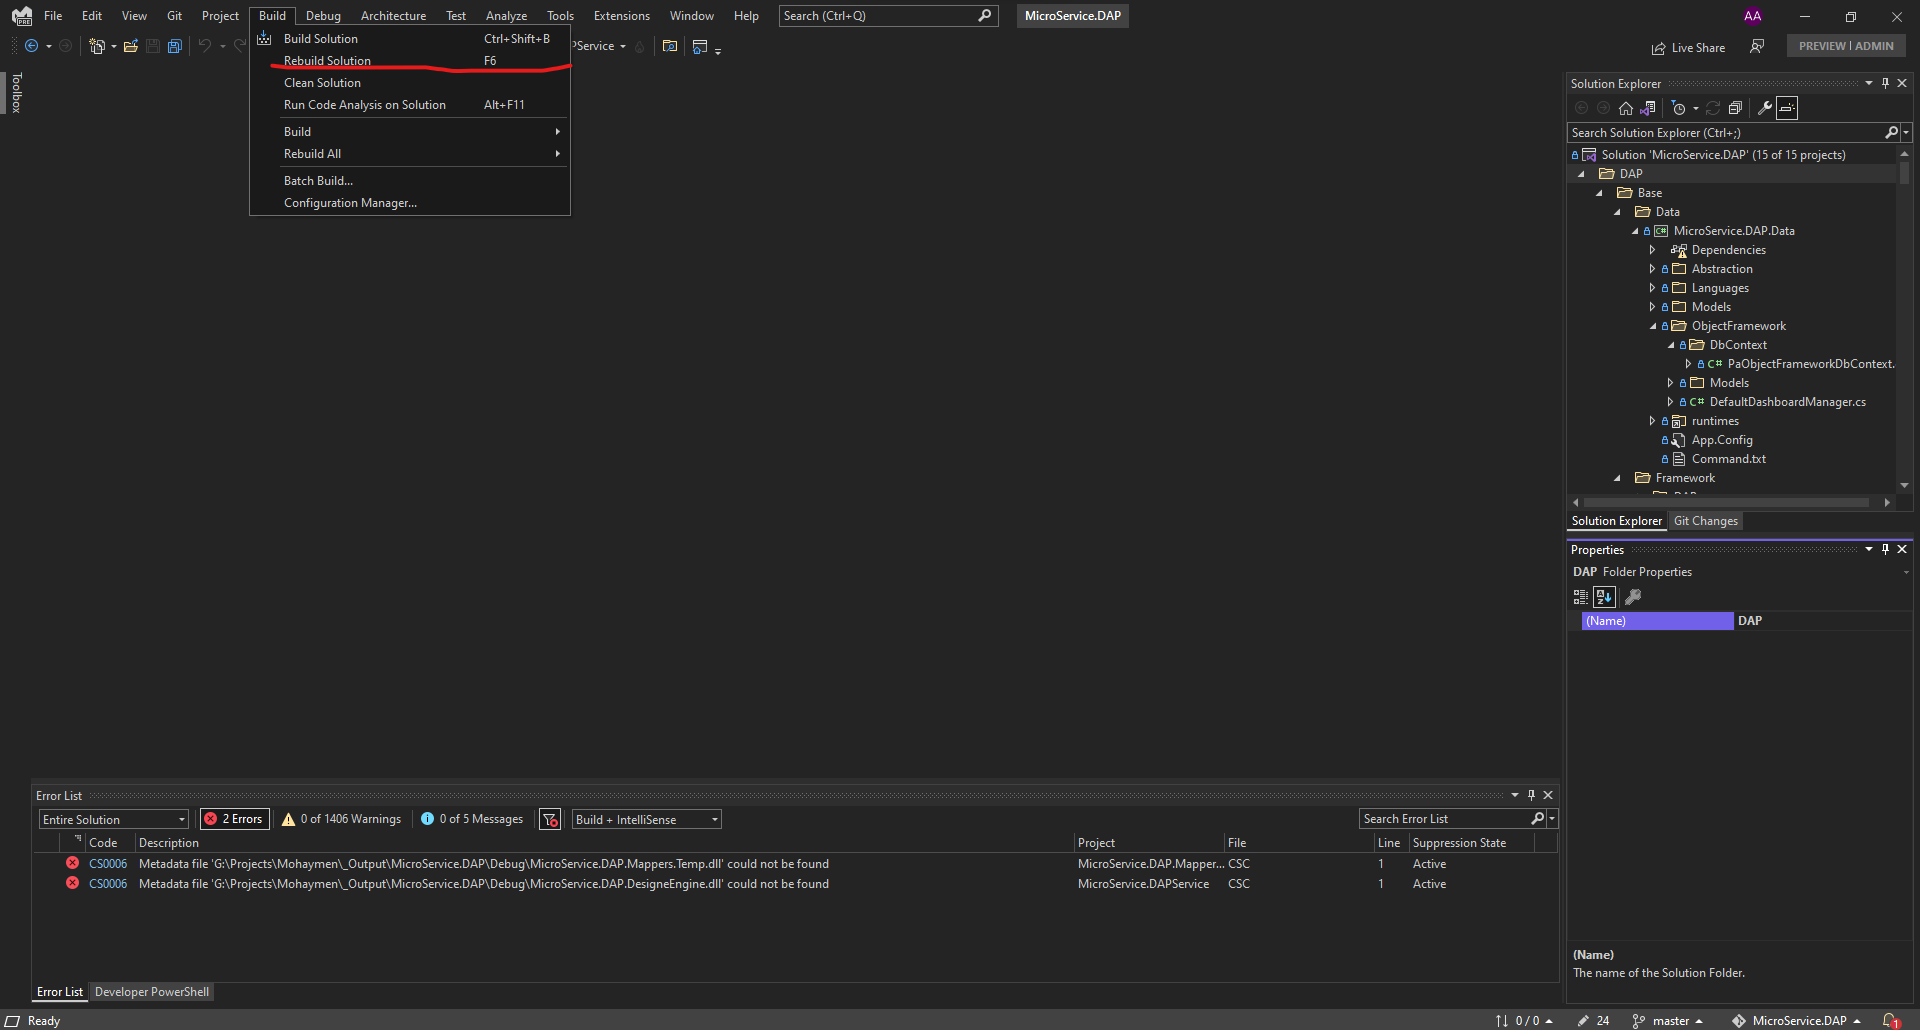 File Edit View Git Project Build Debug Architecture Test Analyze Tools Extensions Window Help Search (Ctrl+Q) MicroService.DAP AA
PService Live Share PREVIEW | ADMIN
Build Solution Ctrl+Shift+B
Rebuild Solution F6
Clean Solution
Run Code Analysis on Solution Alt+F11
Build
Rebuild All
Batch Build...
Configuration Manager...
Toolbox
Solution Explorer
Search Solution Explorer (Ctrl+;)
Solution 'MicroService.DAP' (15 of 15 projects)
DAP
Base
Data
MicroService.DAP.Data
Dependencies
Abstraction
Languages
Models
ObjectFramework
DbContext
PaObjectFrameworkDbContext.
Models
DefaultDashboardManager.cs
runtimes
App.Config
Command.txt
Framework
Solution Explorer Git Changes
Properties
DAP Folder Properties
(Name) DAP
(Name)
The name of the Solution Folder.
Error List
Entire Solution 2 Errors 0 of 1406 Warnings 0 of 5 Messages Build + IntelliSense Search Error List
Code Description Project File Line Suppression State
CS0006 Metadata file 'G:\Projects\Mohaymen\_Output\MicroService.DAP\Debug\MicroService.DAP.Mappers.Temp.dll' could not be found MicroService.DAP.Mapper... CSC 1 Active
CS0006 Metadata file 'G:\Projects\Mohaymen\_Output\MicroService.DAP\Debug\MicroService.DAP.DesigneEngine.dll' could not be found MicroService.DAPService CSC 1 Active
Error List Developer PowerShell
Ready 0 / 0 24 master MicroService.DAP 1